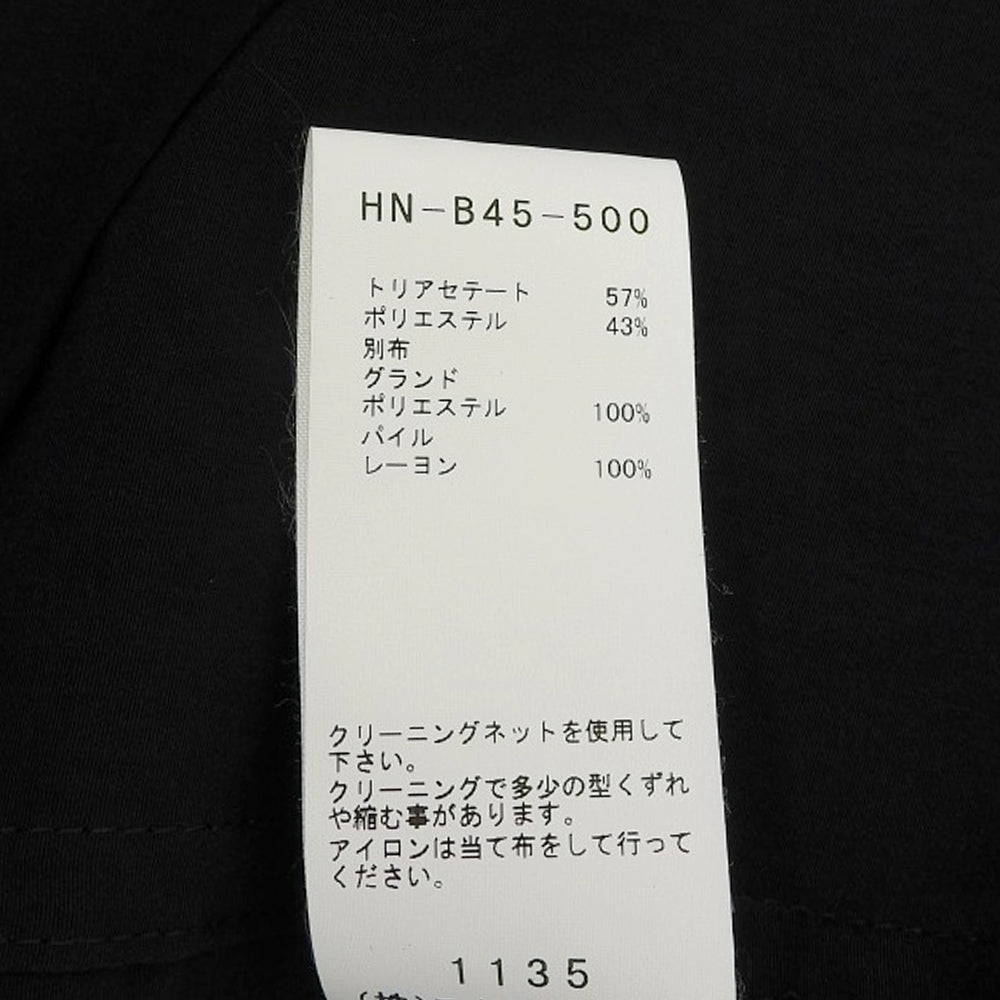 HN-B45-500
トリアセテート 57%
ポリエステル 43%
別布
グランド
ポリエステル 100%
パイル
レーヨン 100%
クリーニングネットを使用して
下さい。
クリーニングで多少の型くずれ
や縮む事があります。
アイロンは当て布をして行って
ください。
1135